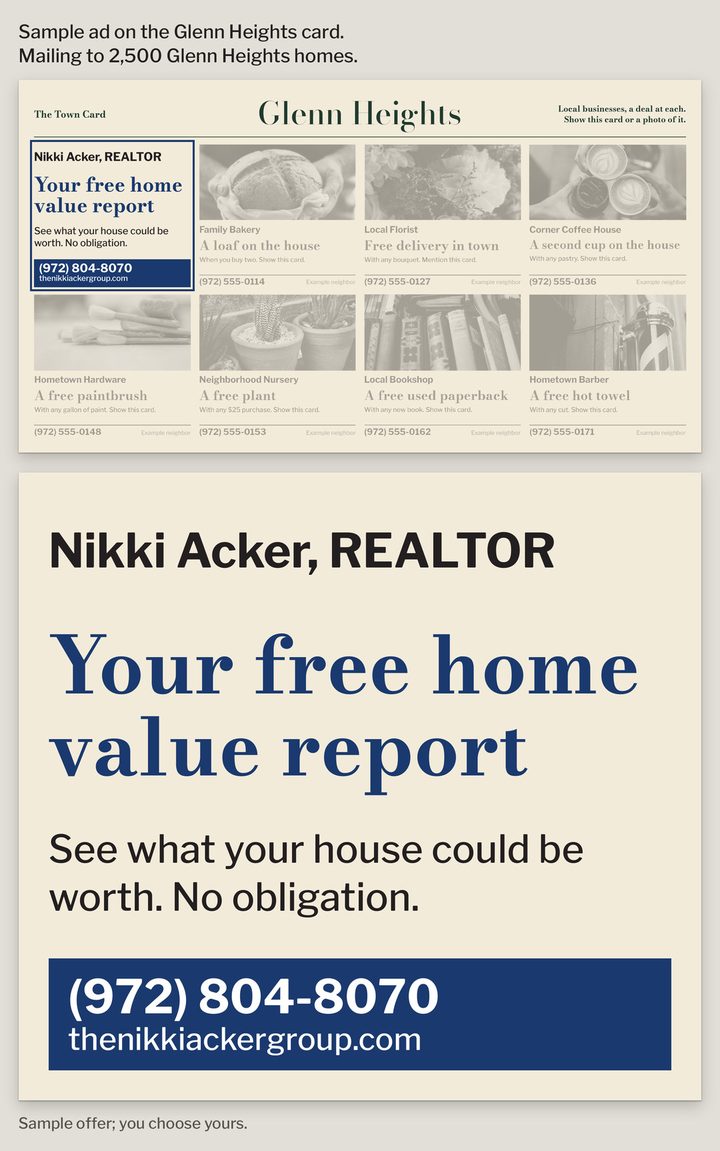 Sample ad on the Glenn Heights card.
Mailing to 2,500 Glenn Heights homes.
The Town Card
Glenn Heights
Local businesses, a deal at each.
Show this card or a photo of it.
Nikki Acker, REALTOR
Your free home
value report
See what your house could be
worth. No obligation.
(972) 804-8070
thenikkiackergroup.com
Family Bakery
A loaf on the house
When you buy two. Show this card.
(972) 555-0114
Example neighbor
Local Florist
Free delivery in town
With any bouquet. Mention this card.
(972) 555-0127
Example neighbor
Corner Coffee House
A second cup on the house
With any pastry. Show this card.
(972) 555-0136
Example neighbor
Hometown Hardware
A free paintbrush
With any gallon of paint. Show this card.
(972) 555-0148
Example neighbor
Neighborhood Nursery
A free plant
With any $25 purchase. Show this card.
(972) 555-0153
Example neighbor
Local Bookshop
A free used paperback
With any new book. Show this card.
(972) 555-0162
Example neighbor
Hometown Barber
A free hot towel
With any cut. Show this card.
(972) 555-0171
Example neighbor
Nikki Acker, REALTOR
Your free home
value report
See what your house could be
worth. No obligation.
(972) 804-8070
thenikkiackergroup.com
Sample offer; you choose yours.